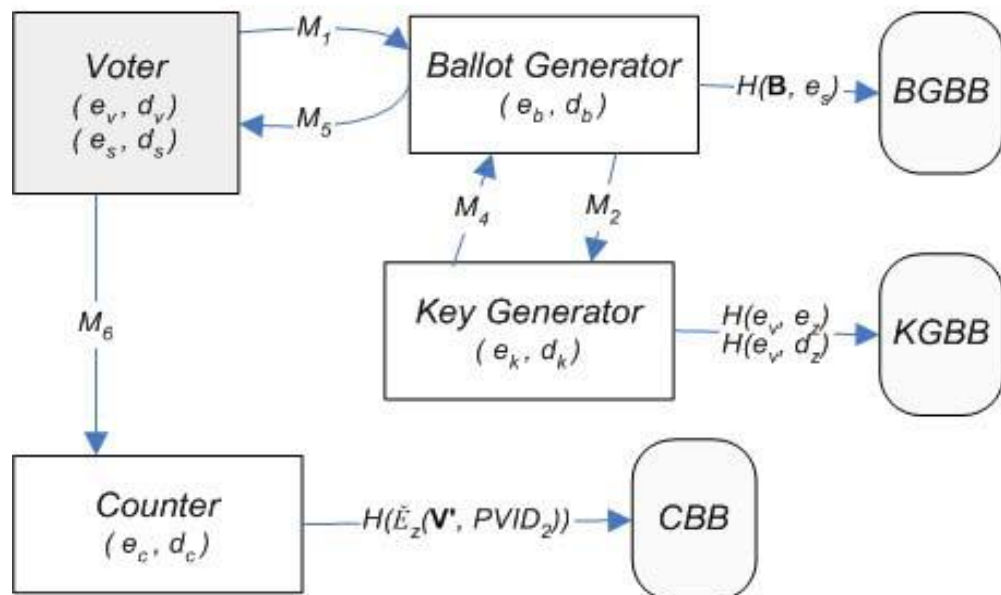 Voter
( e_v, d_v)
( e_s, d_s)
M_1
M_5
Ballot Generator
( e_b, d_b)
H(B, e_s)
BGBB
M_4
M_2
Key Generator
( e_k, d_k)
H(e_v, e_z)
H(e_v, d_z)
KGBB
M_6
Counter
( e_c, d_c)
H(Ě_z(V', PVID_2))
CBB